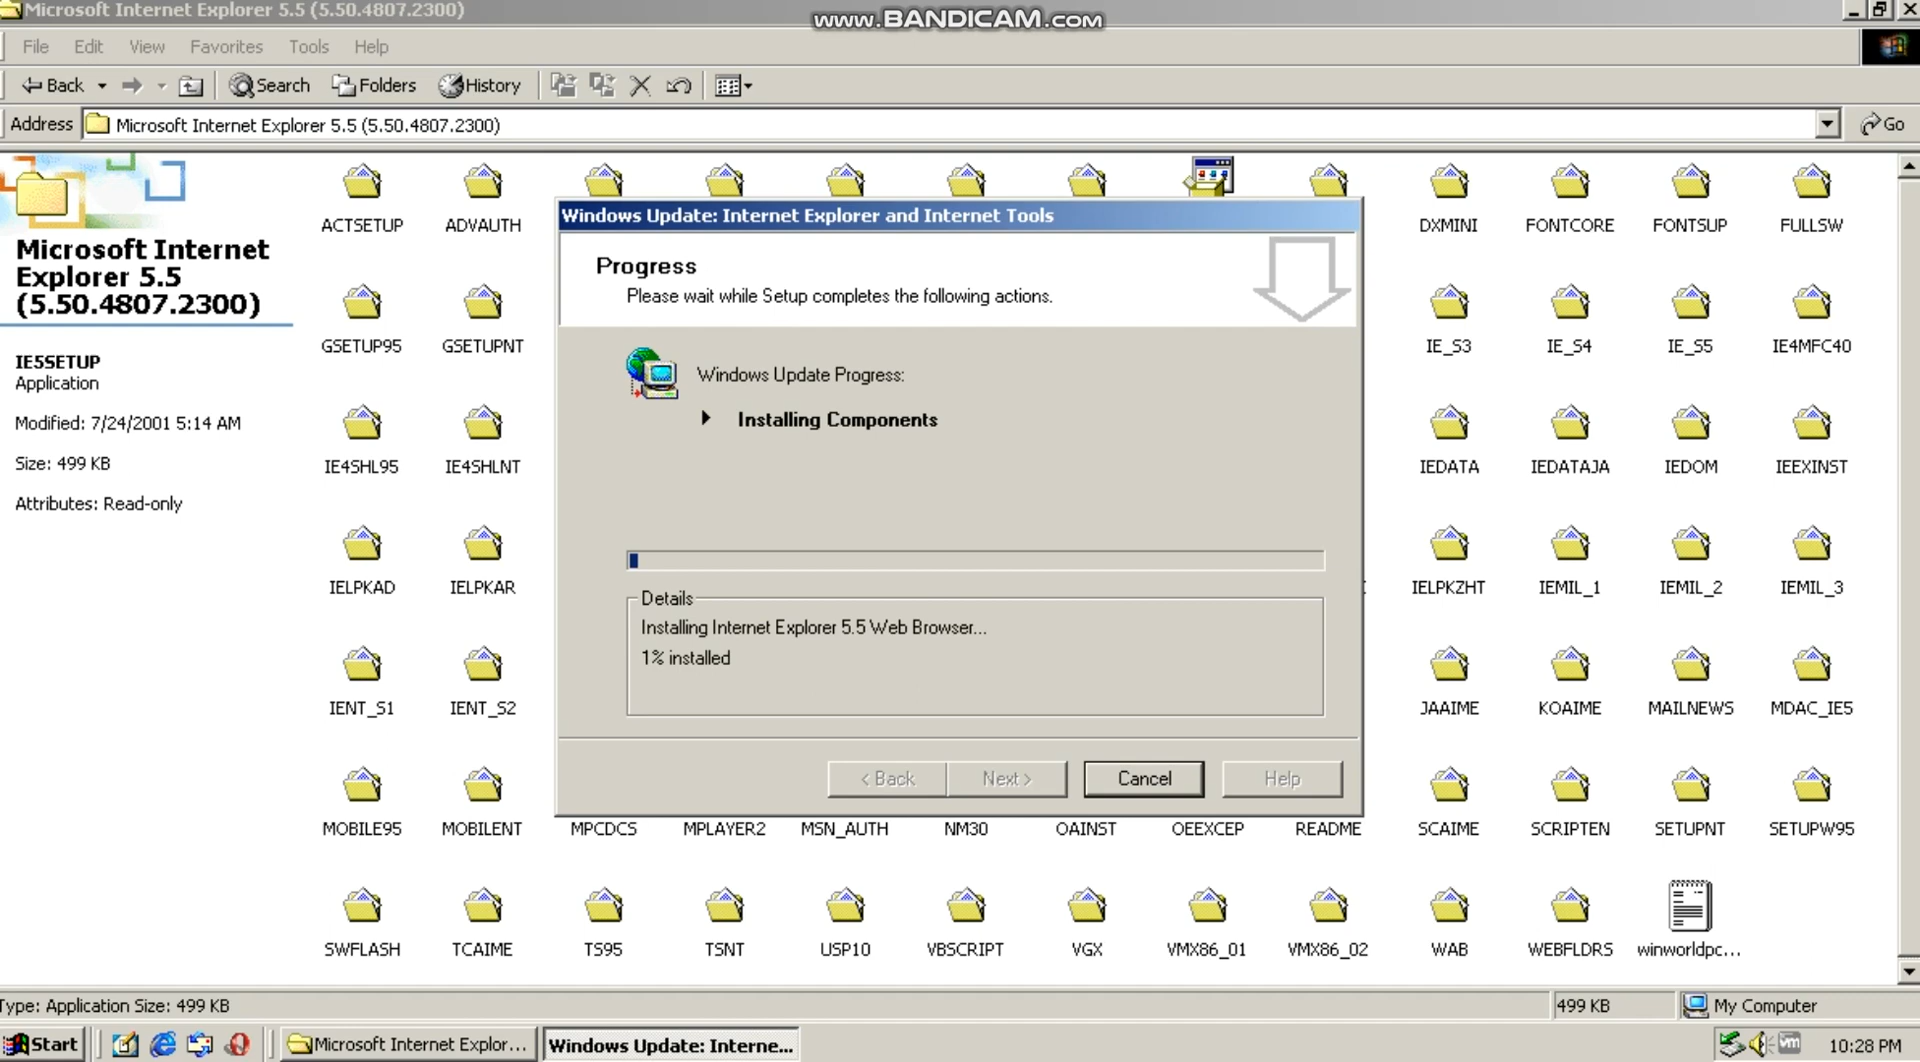 Microsoft Internet Explorer 5.5 (5.50.4807.2300)
www.BANDICAM.com
File Edit View Favorites Tools Help
Back Search Folders History
Address Microsoft Internet Explorer 5.5 (5.50.4807.2300) Go
Microsoft Internet
Explorer 5.5
(5.50.4807.2300)
IE5SETUP
Application
Modified: 7/24/2001 5:14 AM
Size: 499 KB
Attributes: Read-only
ACTSETUP ADVAUTH DXMINI FONTCORE FONTSUP FULLSW
GSETUP95 GSETUPNT IE_S3 IE_S4 IE_S5 IE4MFC40
IE4SHL95 IE4SHLNT IEDATA IEDATAJA IEDOM IEEXINST
IELPKAD IELPKAR IELPKZHT IEMIL_1 IEMIL_2 IEMIL_3
IENT_S1 IENT_S2 JAAIME KOAIME MAILNEWS MDAC_IE5
MOBILE95 MOBILENT MPCDCS MPLAYER2 MSN_AUTH NM30 OAINST OEEXCEP README SCAIME SCRIPTEN SETUPNT SETUPW95
SWFLASH TCAIME TS95 TSNT USP10 VBSCRIPT VGX VMX86_01 VMX86_02 WAB WEBFLDRS winworldpc...
Windows Update: Internet Explorer and Internet Tools
Progress
Please wait while Setup completes the following actions.
Windows Update Progress:
Installing Components
Details
Installing Internet Explorer 5.5 Web Browser...
1% installed
< Back Next > Cancel Help
Type: Application Size: 499 KB 499 KB My Computer
Start Microsoft Internet Explor... Windows Update: Interne... vm 10:28 PM